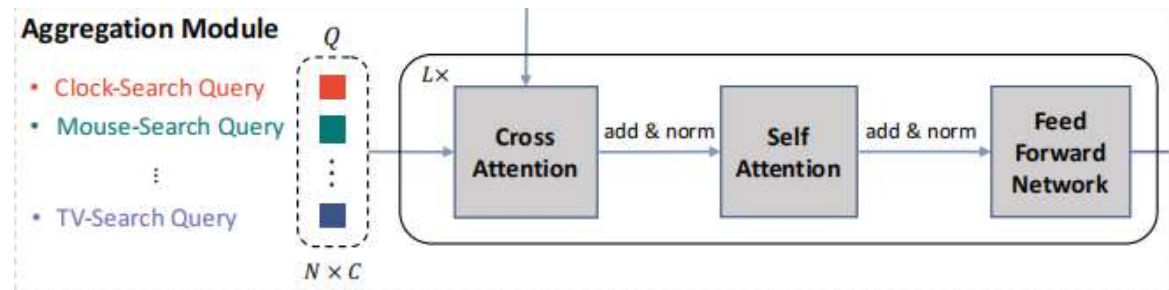 Aggregation Module
Q
• Clock-Search Query
• Mouse-Search Query
⋮
• TV-Search Query
N × C
L×
Cross
Attention
add & norm
Self
Attention
add & norm
Feed
Forward
Network